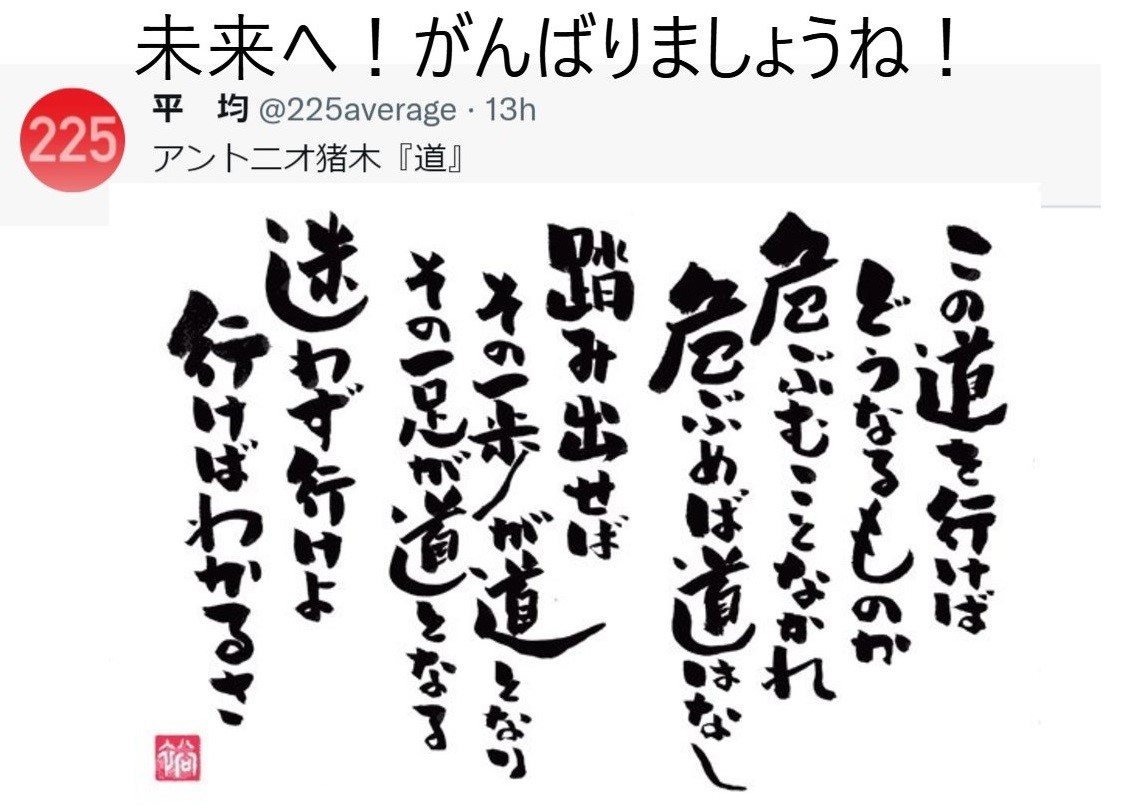 未来へ！がんばりましょうね！
225
平　均 @225average · 13h
アントニオ猪木『道』
この道を行けば
どうなるものか
危ぶむことなかれ
危ぶめば道はなし
踏み出せば
その一歩が道となり
その一足が道となる
迷わず行けよ
行けばわかるさ